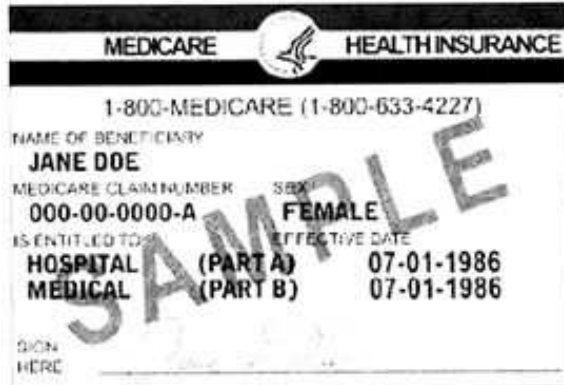 MEDICARE HEALTH INSURANCE
1-800-MEDICARE (1-800-633-4227)
NAME OF BENEFICIARY
JANE DOE
MEDICARE CLAIM NUMBER SEX
000-00-0000-A FEMALE
IS ENTITLED TO EFFECTIVE DATE
HOSPITAL (PART A) 07-01-1986
MEDICAL (PART B) 07-01-1986
SIGN
HERE
SAMPLE